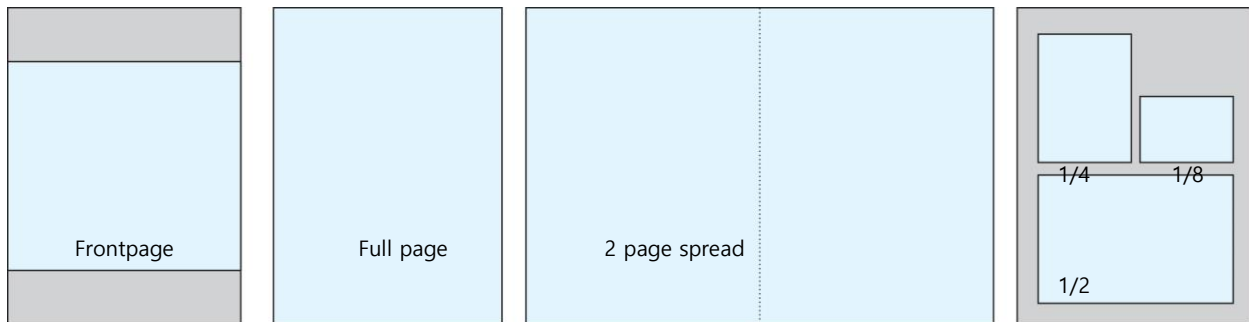 Frontpage
Full page
2 page spread
1/4
1/8
1/2